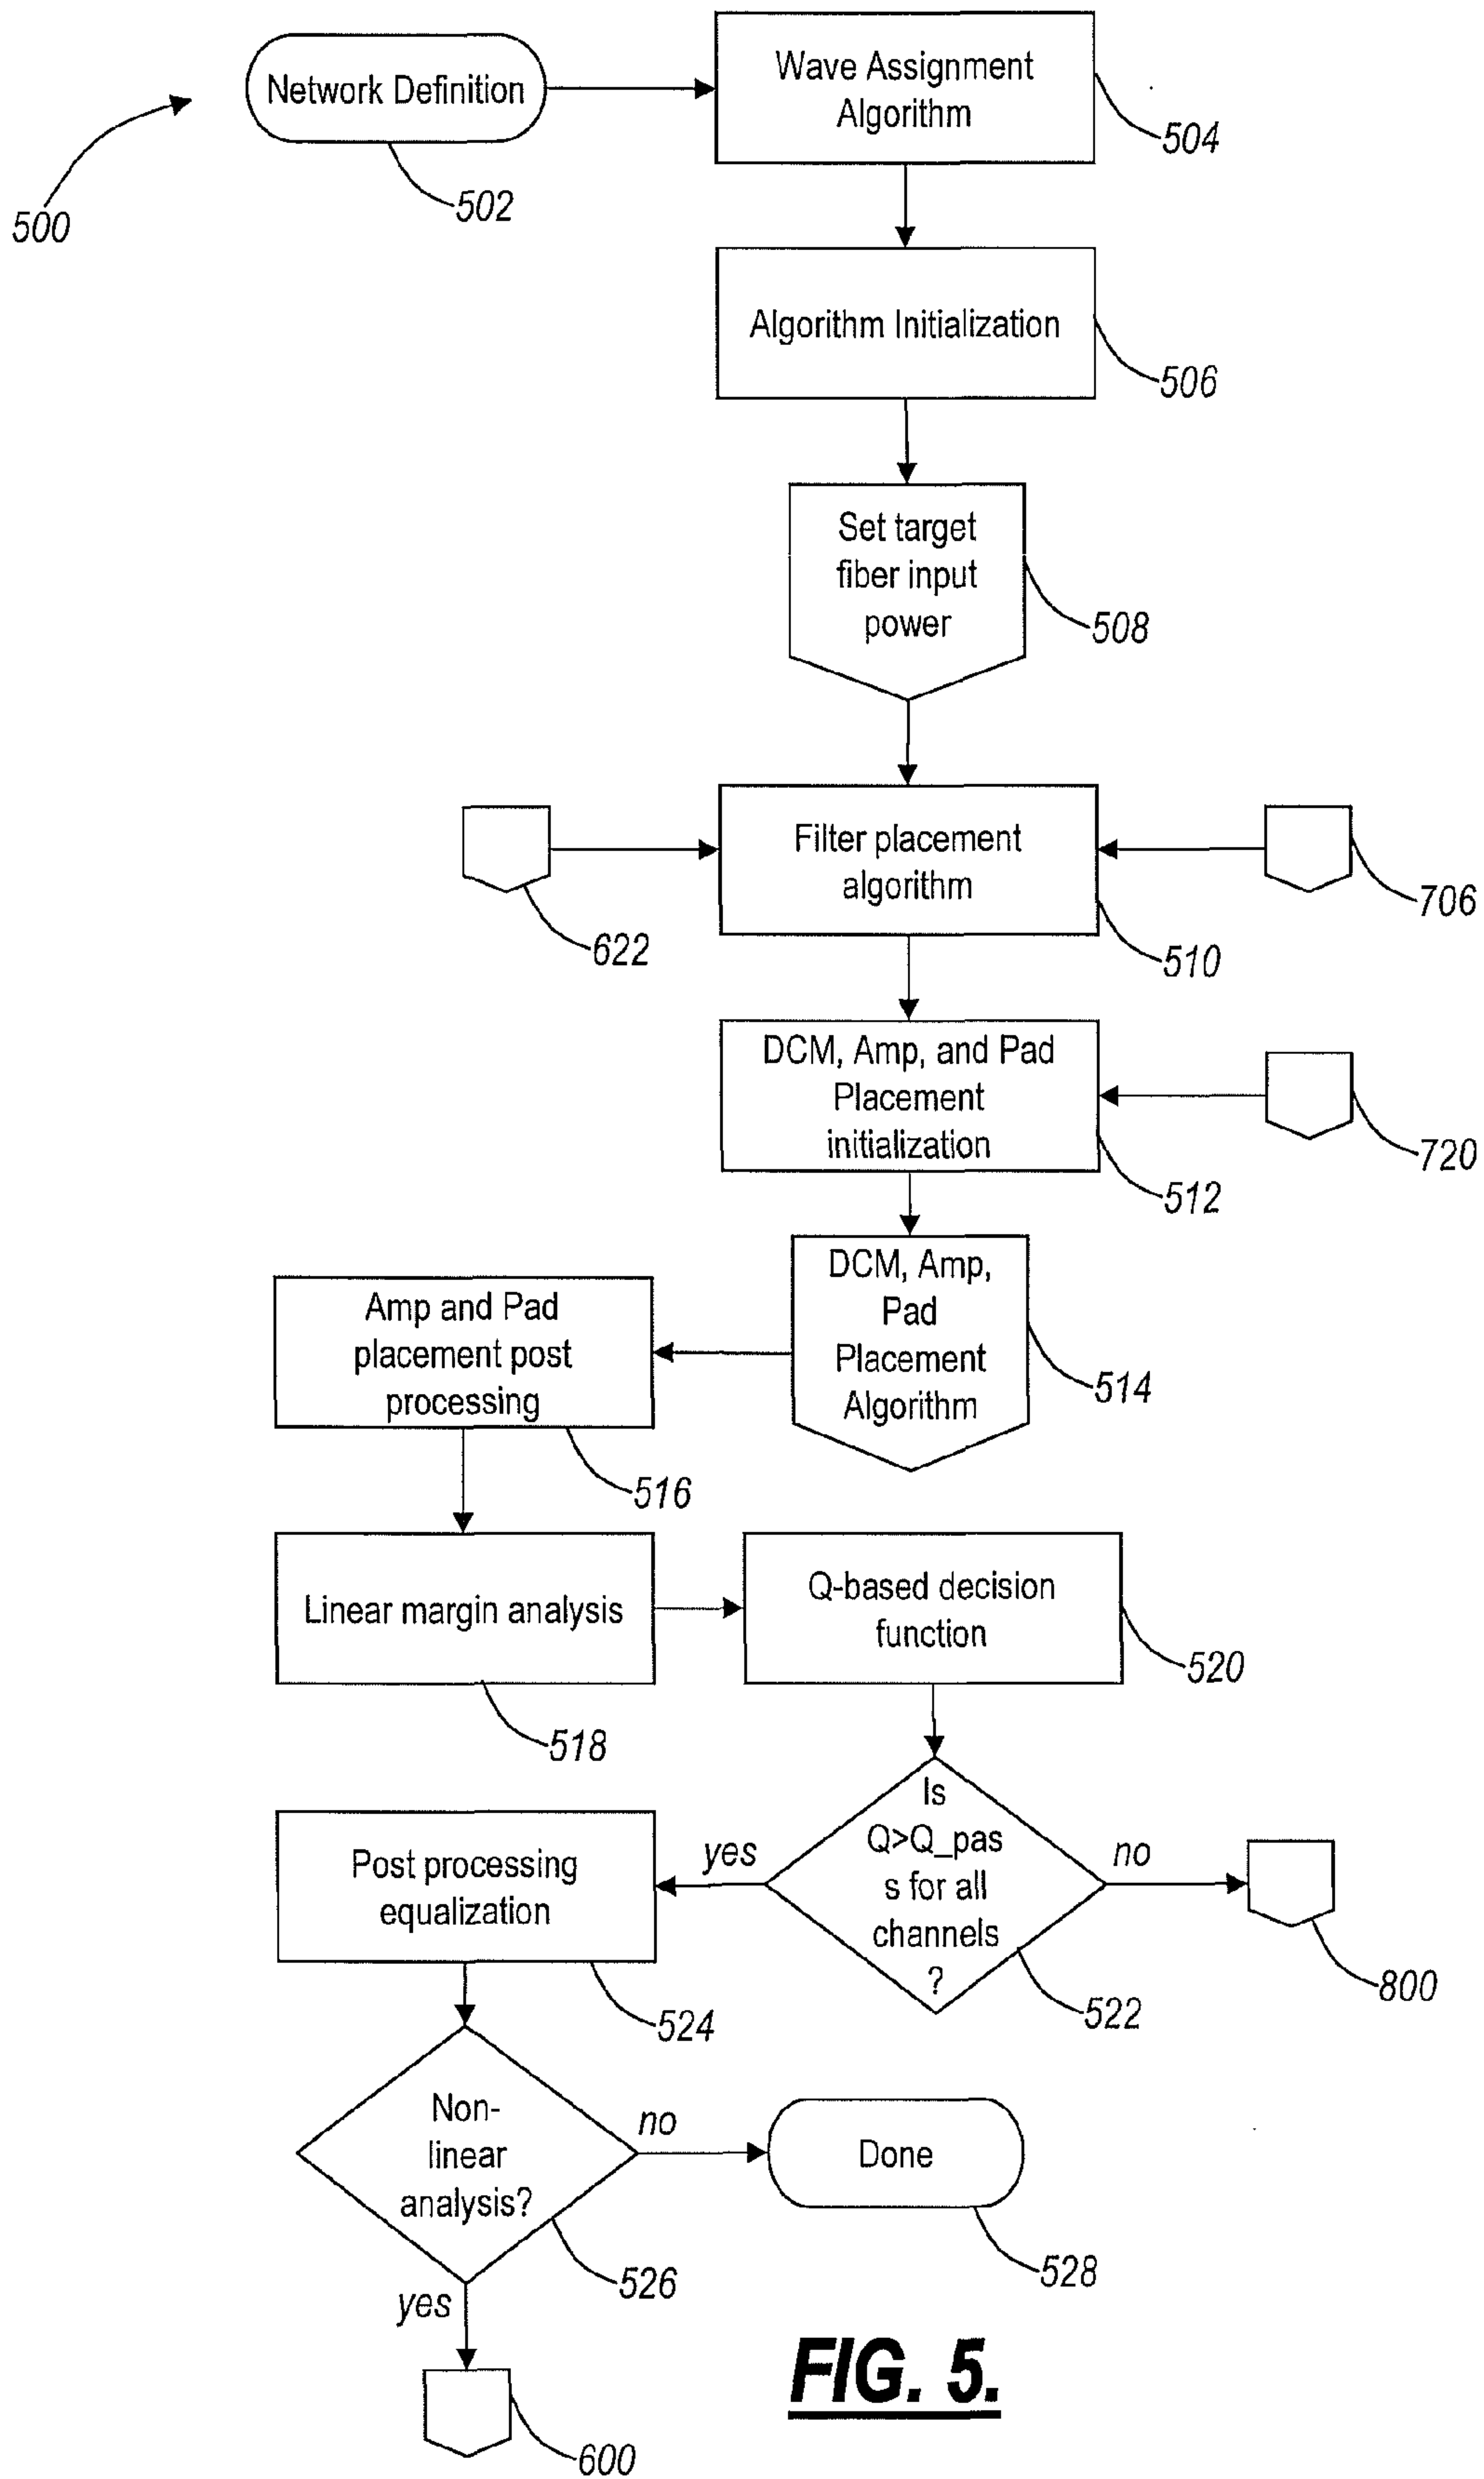 Network Definition
502
500
Wave Assignment
Algorithm
504
Algorithm Initialization
506
Set target
fiber input
power
508
622
Filter placement
algorithm
510
706
DCM, Amp, and Pad
Placement
initialization
512
720
DCM, Amp,
Pad
Placement
Algorithm
514
Amp and Pad
placement post
processing
516
Linear margin analysis
518
Q-based decision
function
520
Is
Q>Q_pas
s for all
channels
?
522
yes
no
800
Post processing
equalization
524
Non-
linear
analysis?
526
no
Done
528
yes
600
FIG. 5.